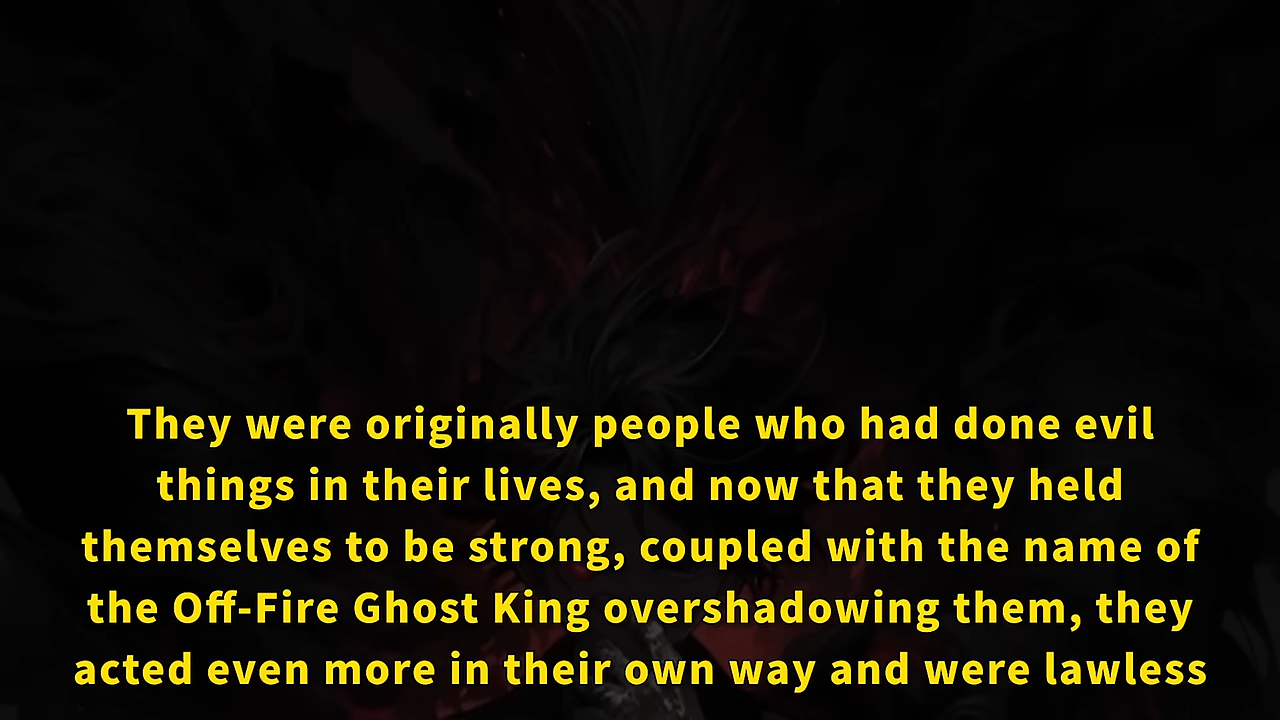 They were originally people who had done evil
things in their lives, and now that they held
themselves to be strong, coupled with the name of
the Off-Fire Ghost King overshadowing them, they
acted even more in their own way and were lawless